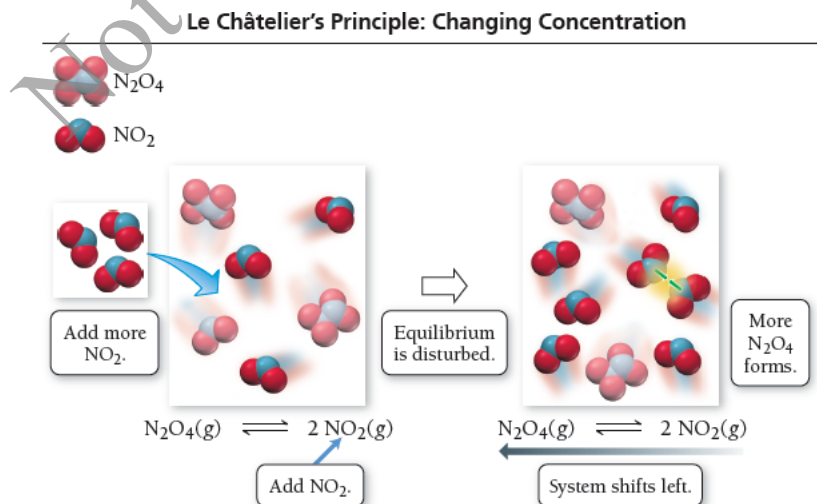 Le Châtelier's Principle: Changing Concentration
Not
N₂O₄
NO₂
Add more
NO₂.
Equilibrium
is disturbed.
More
N₂O₄
forms.
N₂O₄(g) ⇌ 2 NO₂(g)
N₂O₄(g) ⇌ 2 NO₂(g)
Add NO₂.
System shifts left.